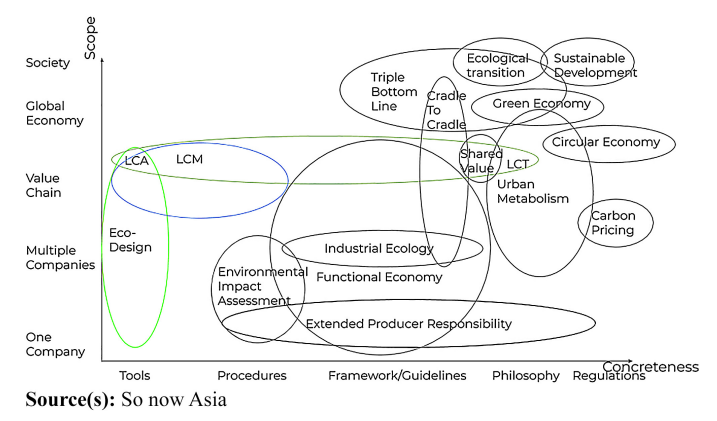 Scope
Society
Global
Economy
Value
Chain
Multiple
Companies
One
Company
Ecological
transition
Sustainable
Development
Triple
Bottom
Line
Cradle
To
Cradle
Green Economy
Circular Economy
LCA
LCM
Shared
Value
LCT
Urban
Metabolism
Carbon
Pricing
Eco-
Design
Industrial Ecology
Environmental
Impact
Assessment
Functional Economy
Extended Producer Responsibility
Concreteness
Tools
Procedures
Framework/Guidelines
Philosophy
Regulations
Source(s): So now Asia